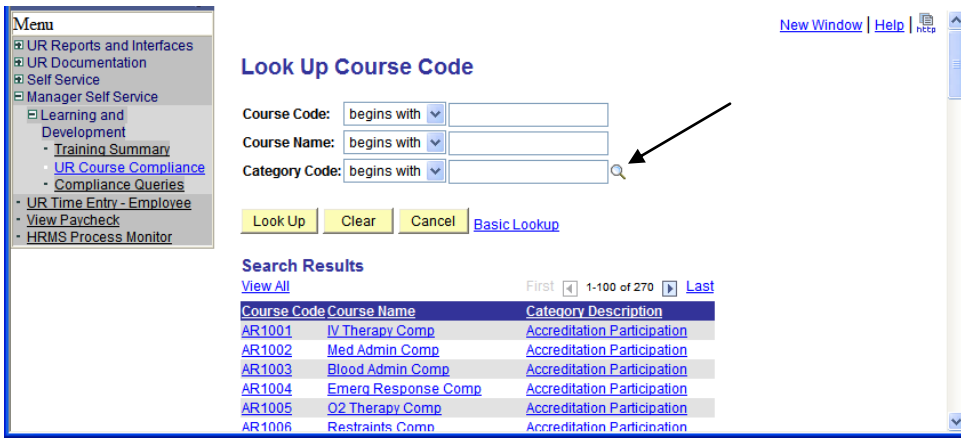 Menu
UR Reports and Interfaces
UR Documentation
Self Service
Manager Self Service
Learning and
Development
- Training Summary
- UR Course Compliance
- Compliance Queries
- UR Time Entry - Employee
- View Paycheck
- HRMS Process Monitor
New Window | Help | http
Look Up Course Code
Course Code: begins with
Course Name: begins with
Category Code: begins with
Look Up Clear Cancel Basic Lookup
Search Results
View All First 1-100 of 270 Last
Course Code Course Name Category Description
AR1001 IV Therapy Comp Accreditation Participation
AR1002 Med Admin Comp Accreditation Participation
AR1003 Blood Admin Comp Accreditation Participation
AR1004 Emerg Response Comp Accreditation Participation
AR1005 O2 Therapy Comp Accreditation Participation
AR1006 Restraints Comp Accreditation Participation